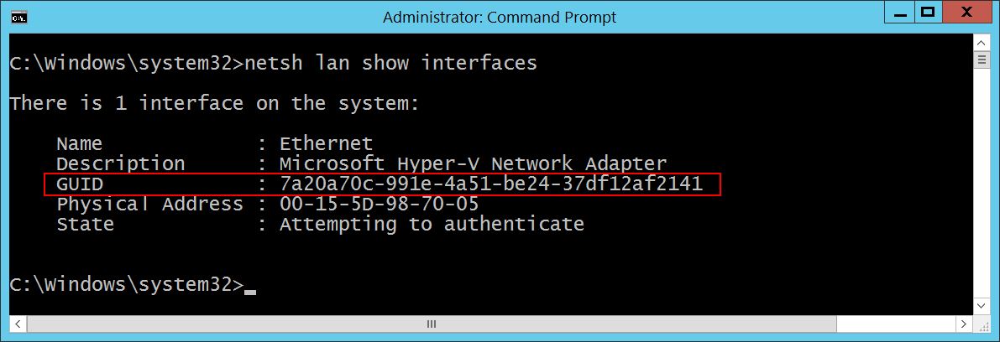 Administrator: Command Prompt
C:\Windows\system32>netsh lan show interfaces
There is 1 interface on the system:
Name : Ethernet
Description : Microsoft Hyper-V Network Adapter
GUID : 7a20a70c-991e-4a51-be24-37df12af2141
Physical Address : 00-15-5D-98-70-05
State : Attempting to authenticate
C:\Windows\system32>_